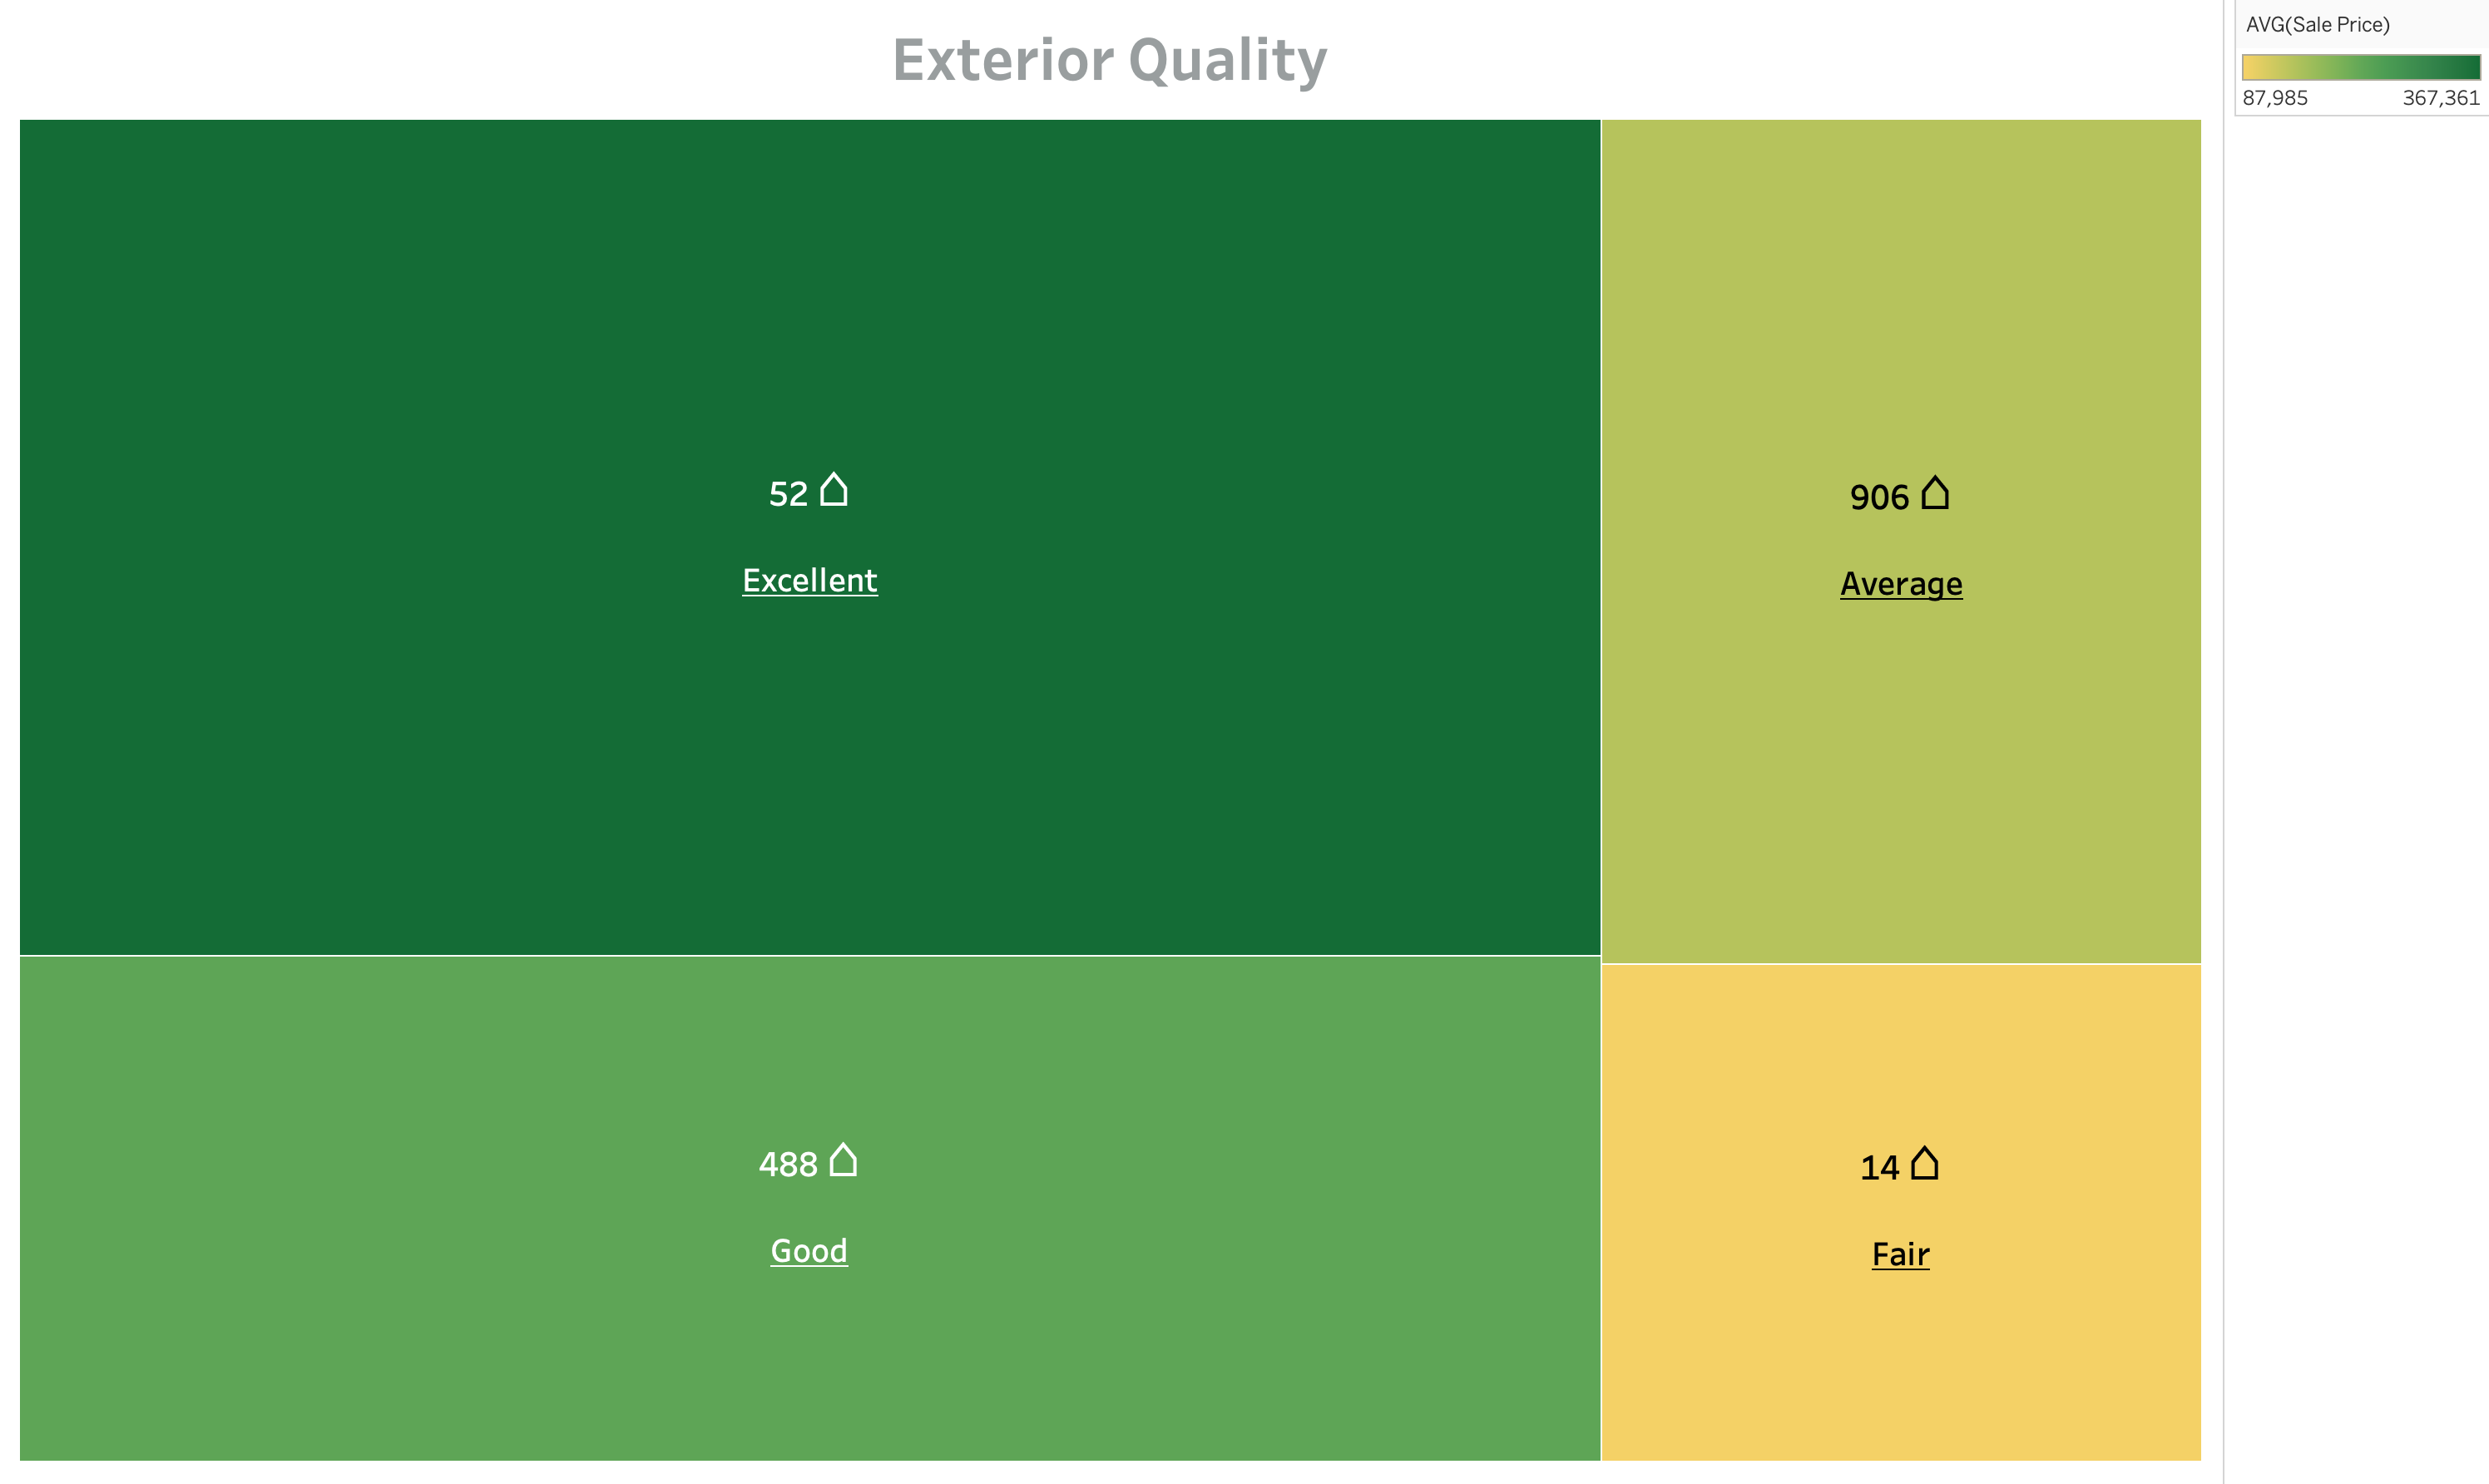 Exterior Quality
AVG(Sale Price)
87,985 367,361
52
Excellent
906
Average
488
Good
14
Fair